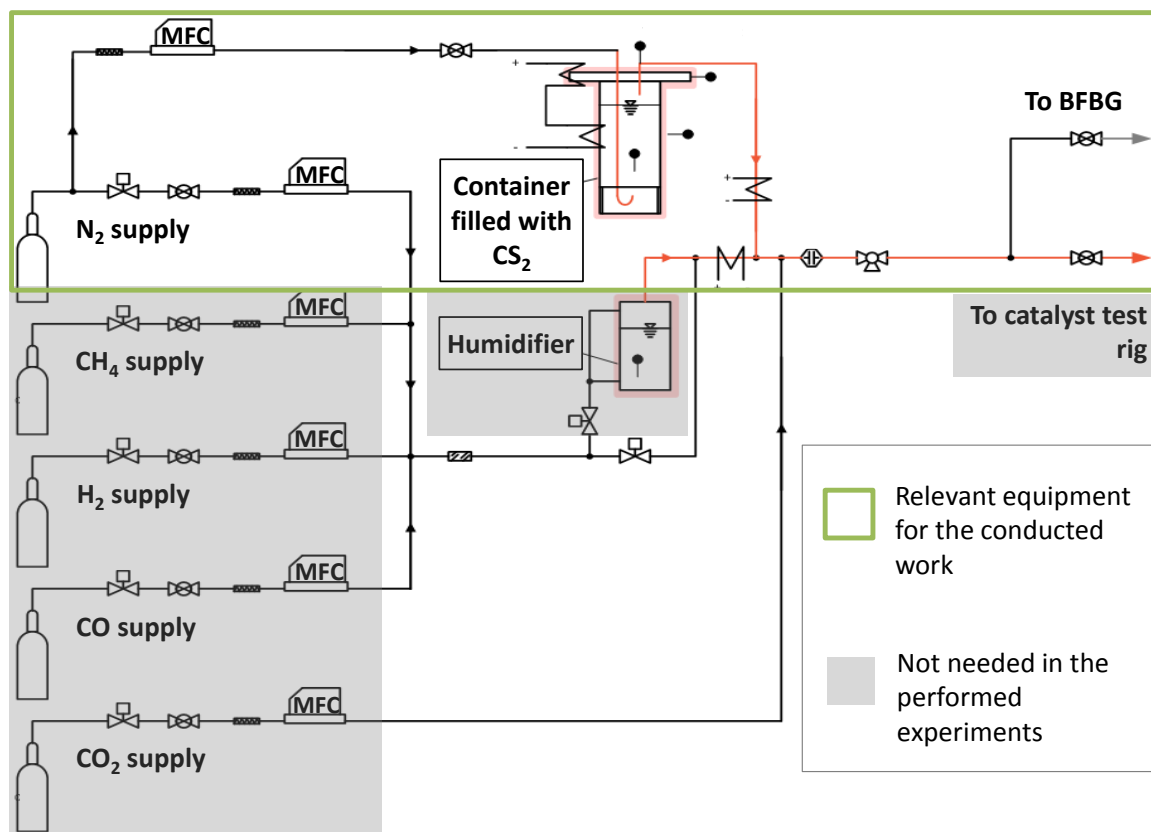 MFC
To BFBG
MFC
N₂ supply
Container
filled with
CS₂
+
-
+
-
+
MFC
CH₄ supply
Humidifier
To catalyst test
rig
MFC
H₂ supply
MFC
CO supply
MFC
CO₂ supply
Relevant equipment
for the conducted
work
Not needed in the
performed
experiments
c
c